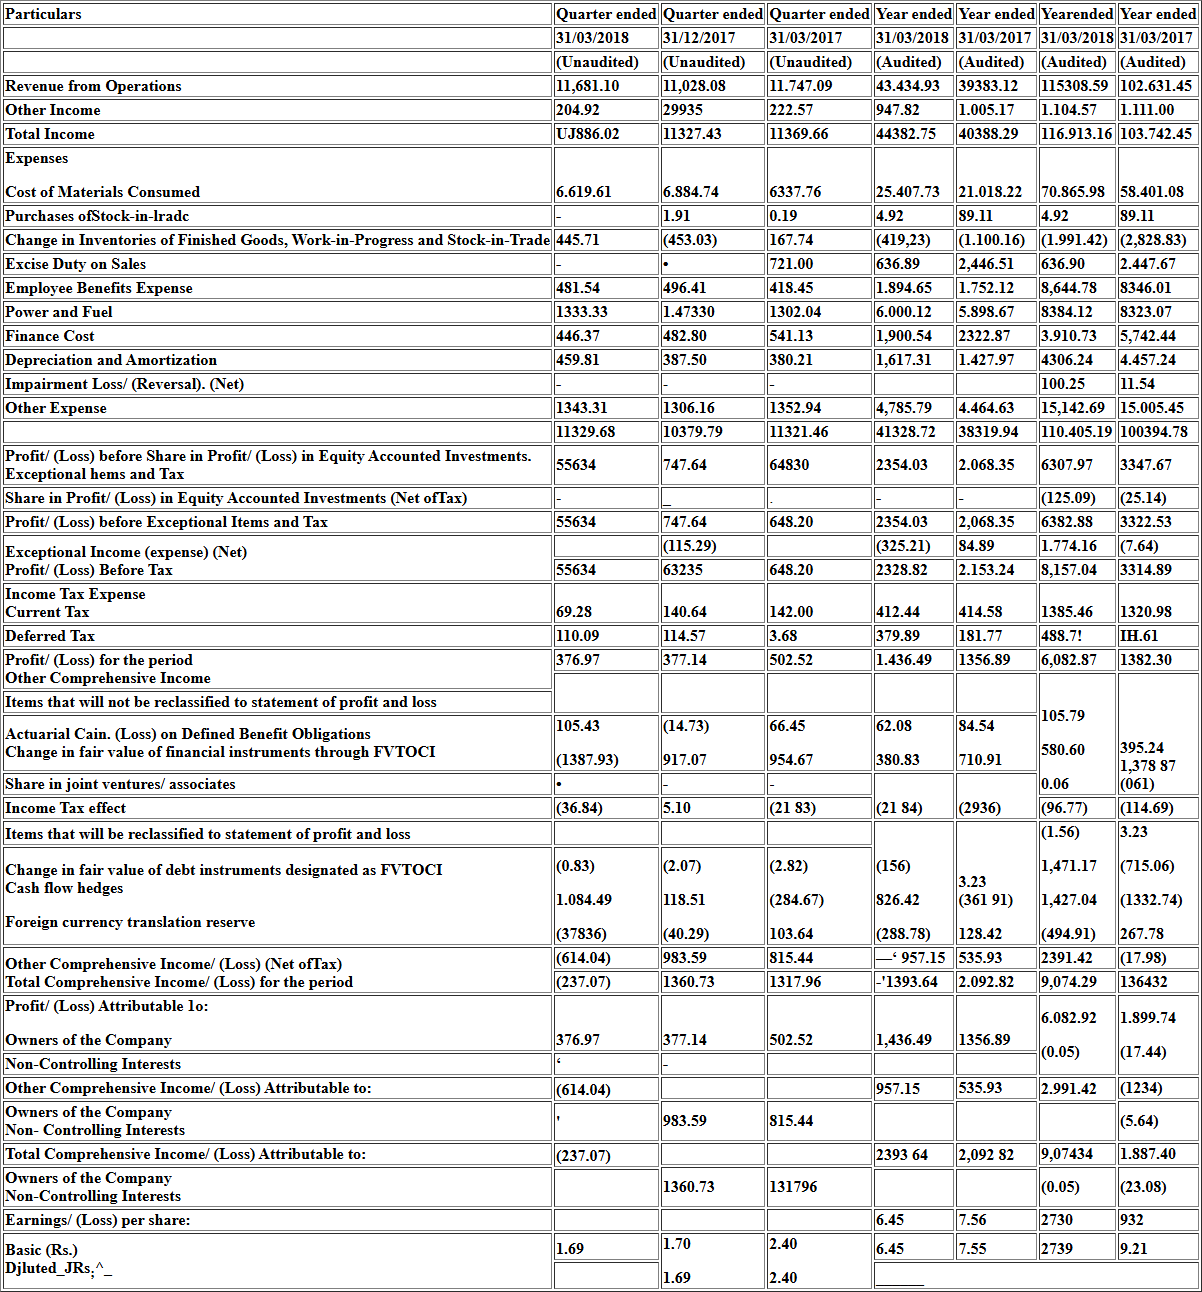 Particulars Quarter ended Quarter ended Quarter ended Year ended Year ended Yearended Year ended
31/03/2018 31/12/2017 31/03/2017 31/03/2018 31/03/2017 31/03/2018 31/03/2017
(Unaudited) (Unaudited) (Unaudited) (Audited) (Audited) (Audited) (Audited)
Revenue from Operations 11,681.10 11,028.08 11.747.09 43.434.93 39383.12 115308.59 102.631.45
Other Income 204.92 29935 222.57 947.82 1.005.17 1.104.57 1.111.00
Total Income UJ886.02 11327.43 11369.66 44382.75 40388.29 116.913.16 103.742.45
Expenses
Cost of Materials Consumed 6.619.61 6.884.74 6337.76 25.407.73 21.018.22 70.865.98 58.401.08
Purchases ofStock-in-lradc - 1.91 0.19 4.92 89.11 4.92 89.11
Change in Inventories of Finished Goods, Work-in-Progress and Stock-in-Trade 445.71 (453.03) 167.74 (419,23) (1.100.16) (1.991.42) (2,828.83)
Excise Duty on Sales - • 721.00 636.89 2,446.51 636.90 2.447.67
Employee Benefits Expense 481.54 496.41 418.45 1.894.65 1.752.12 8,644.78 8346.01
Power and Fuel 1333.33 1.47330 1302.04 6.000.12 5.898.67 8384.12 8323.07
Finance Cost 446.37 482.80 541.13 1,900.54 2322.87 3.910.73 5,742.44
Depreciation and Amortization 459.81 387.50 380.21 1,617.31 1.427.97 4306.24 4.457.24
Impairment Loss/ (Reversal). (Net) - - - 100.25 11.54
Other Expense 1343.31 1306.16 1352.94 4,785.79 4.464.63 15,142.69 15.005.45
11329.68 10379.79 11321.46 41328.72 38319.94 110.405.19 100394.78
Profit/ (Loss) before Share in Profit/ (Loss) in Equity Accounted Investments.
Exceptional hems and Tax 55634 747.64 64830 2354.03 2.068.35 6307.97 3347.67
Share in Profit/ (Loss) in Equity Accounted Investments (Net ofTax) - _ . - - (125.09) (25.14)
Profit/ (Loss) before Exceptional Items and Tax 55634 747.64 648.20 2354.03 2,068.35 6382.88 3322.53
Exceptional Income (expense) (Net) (115.29) (325.21) 84.89 1.774.16 (7.64)
Profit/ (Loss) Before Tax 55634 63235 648.20 2328.82 2.153.24 8,157.04 3314.89
Income Tax Expense
Current Tax 69.28 140.64 142.00 412.44 414.58 1385.46 1320.98
Deferred Tax 110.09 114.57 3.68 379.89 181.77 488.7! IH.61
Profit/ (Loss) for the period 376.97 377.14 502.52 1.436.49 1356.89 6,082.87 1382.30
Other Comprehensive Income
Items that will not be reclassified to statement of profit and loss
Actuarial Cain. (Loss) on Defined Benefit Obligations 105.43 (14.73) 66.45 62.08 84.54 105.79 395.24
Change in fair value of financial instruments through FVTOCI (1387.93) 917.07 954.67 380.83 710.91 580.60 1,378 87
Share in joint ventures/ associates • - - 0.06 (061)
Income Tax effect (36.84) 5.10 (21 83) (21 84) (2936) (96.77) (114.69)
Items that will be reclassified to statement of profit and loss (1.56) 3.23
Change in fair value of debt instruments designated as FVTOCI (0.83) (2.07) (2.82) (156) 3.23 1,471.17 (715.06)
Cash flow hedges 1.084.49 118.51 (284.67) 826.42 (361 91) 1,427.04 (1332.74)
Foreign currency translation reserve (37836) (40.29) 103.64 (288.78) 128.42 (494.91) 267.78
Other Comprehensive Income/ (Loss) (Net ofTax) (614.04) 983.59 815.44 —‘ 957.15 535.93 2391.42 (17.98)
Total Comprehensive Income/ (Loss) for the period (237.07) 1360.73 1317.96 -'1393.64 2.092.82 9,074.29 136432
Profit/ (Loss) Attributable 1o:
Owners of the Company 376.97 377.14 502.52 1,436.49 1356.89 6.082.92 1.899.74
Non-Controlling Interests ‘ - (0.05) (17.44)
Other Comprehensive Income/ (Loss) Attributable to: (614.04) 957.15 535.93 2.991.42 (1234)
Owners of the Company
Non- Controlling Interests ' 983.59 815.44 (5.64)
Total Comprehensive Income/ (Loss) Attributable to: (237.07) 2393 64 2,092 82 9,07434 1.887.40
Owners of the Company
Non-Controlling Interests 1360.73 131796 (0.05) (23.08)
Earnings/ (Loss) per share: 6.45 7.56 2730 932
Basic (Rs.) 1.69 1.70 2.40 6.45 7.55 2739 9.21
Djluted_JRs;^_ 1.69 2.40 ______